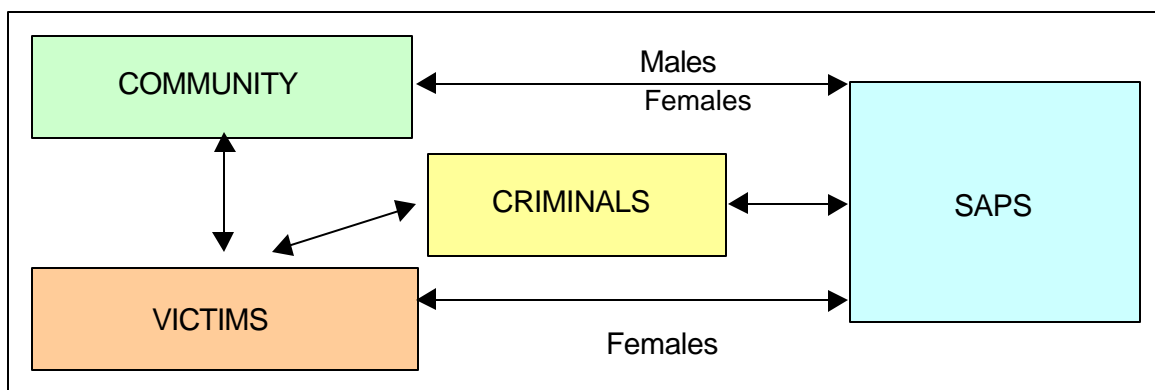 COMMUNITY
Males
Females
CRIMINALS
SAPS
VICTIMS
Females